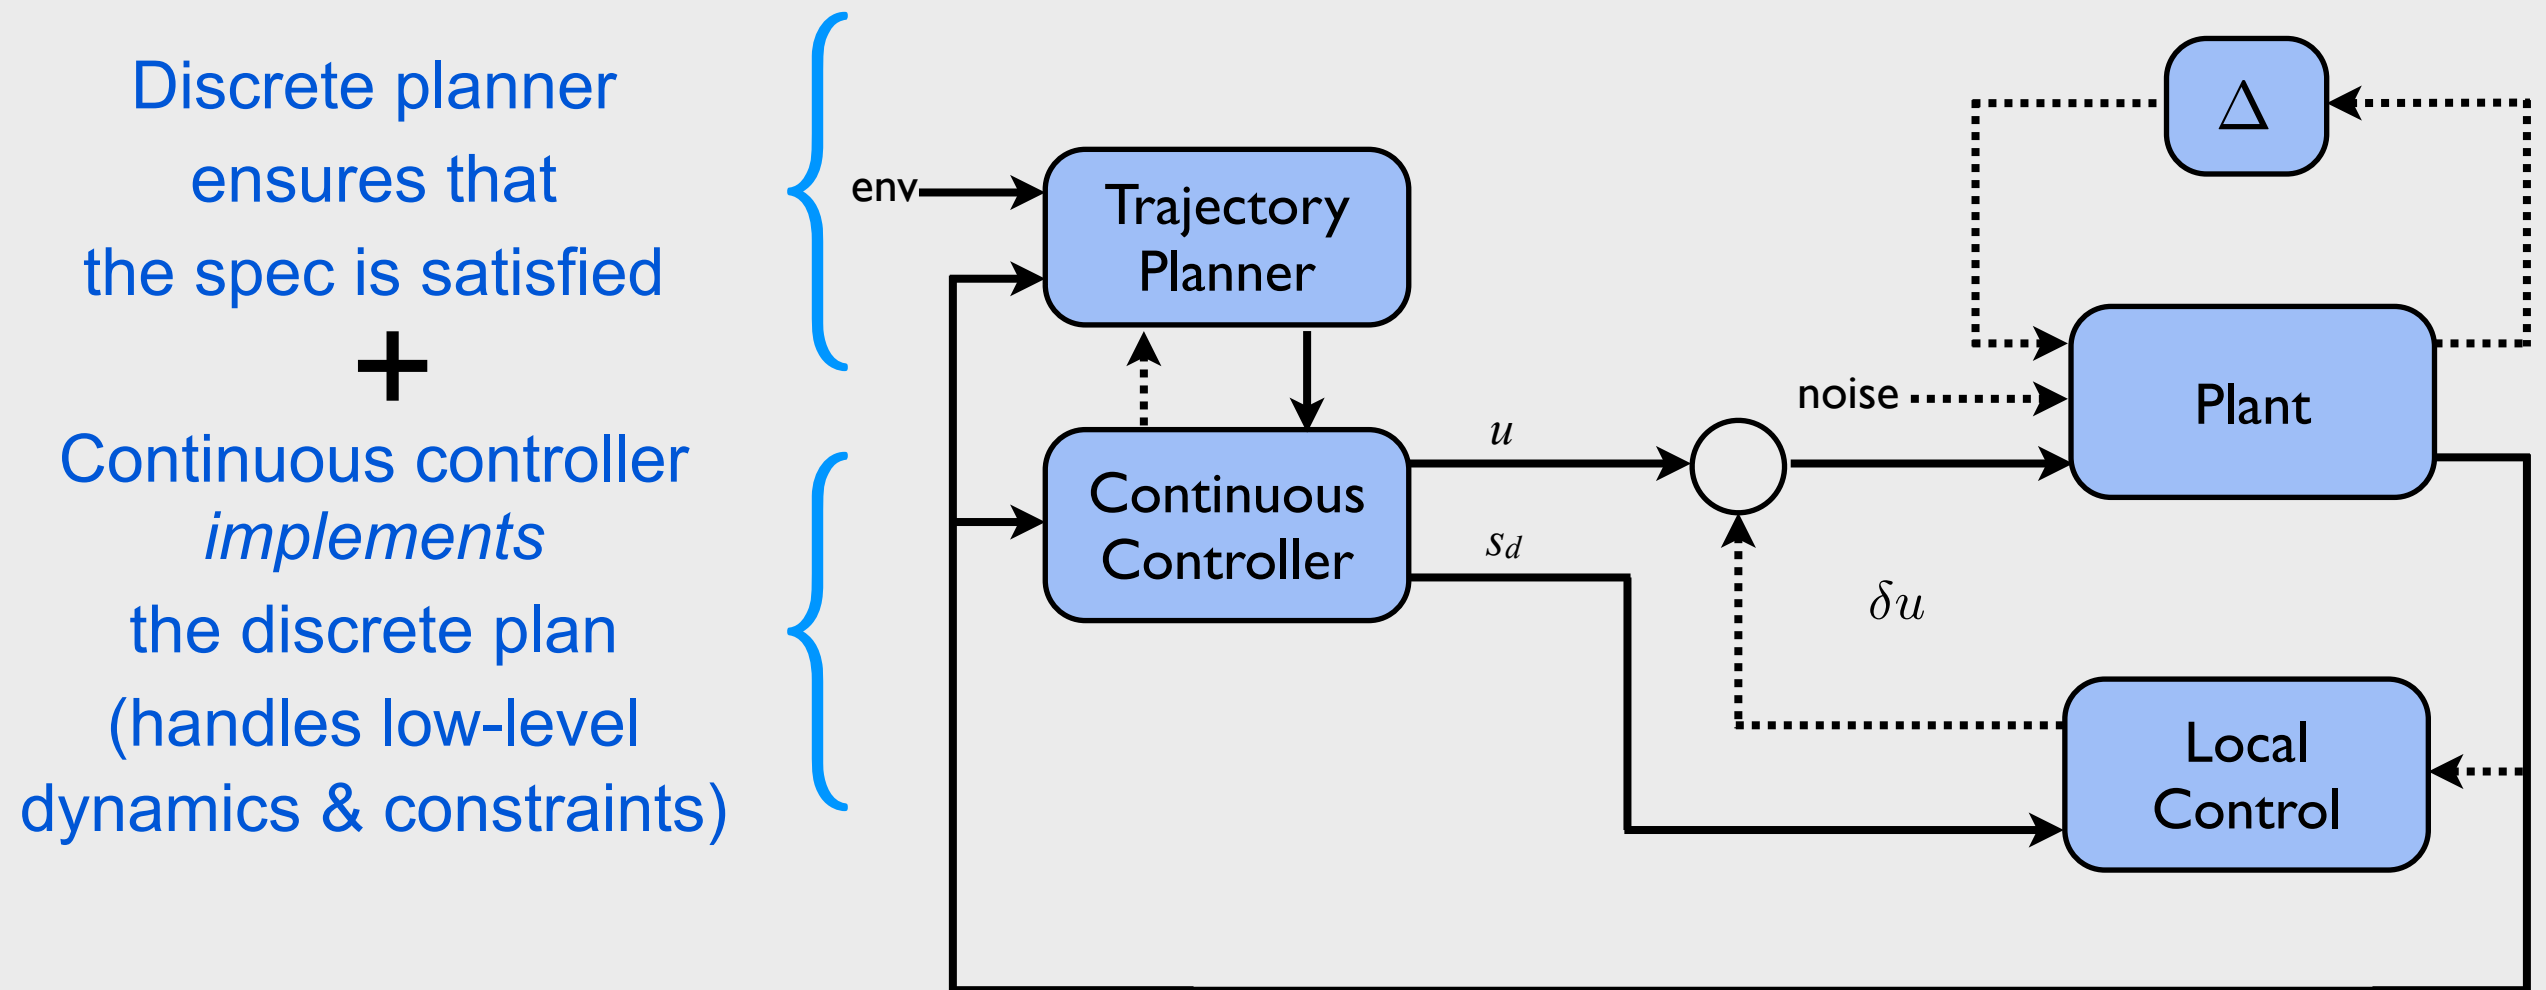 Discrete planner
ensures that
the spec is satisfied
+
Continuous controller
implements
the discrete plan
(handles low-level
dynamics & constraints)
env
Trajectory
Planner
Continuous
Controller
u
s_d
noise
Δ
Plant
δu
Local
Control